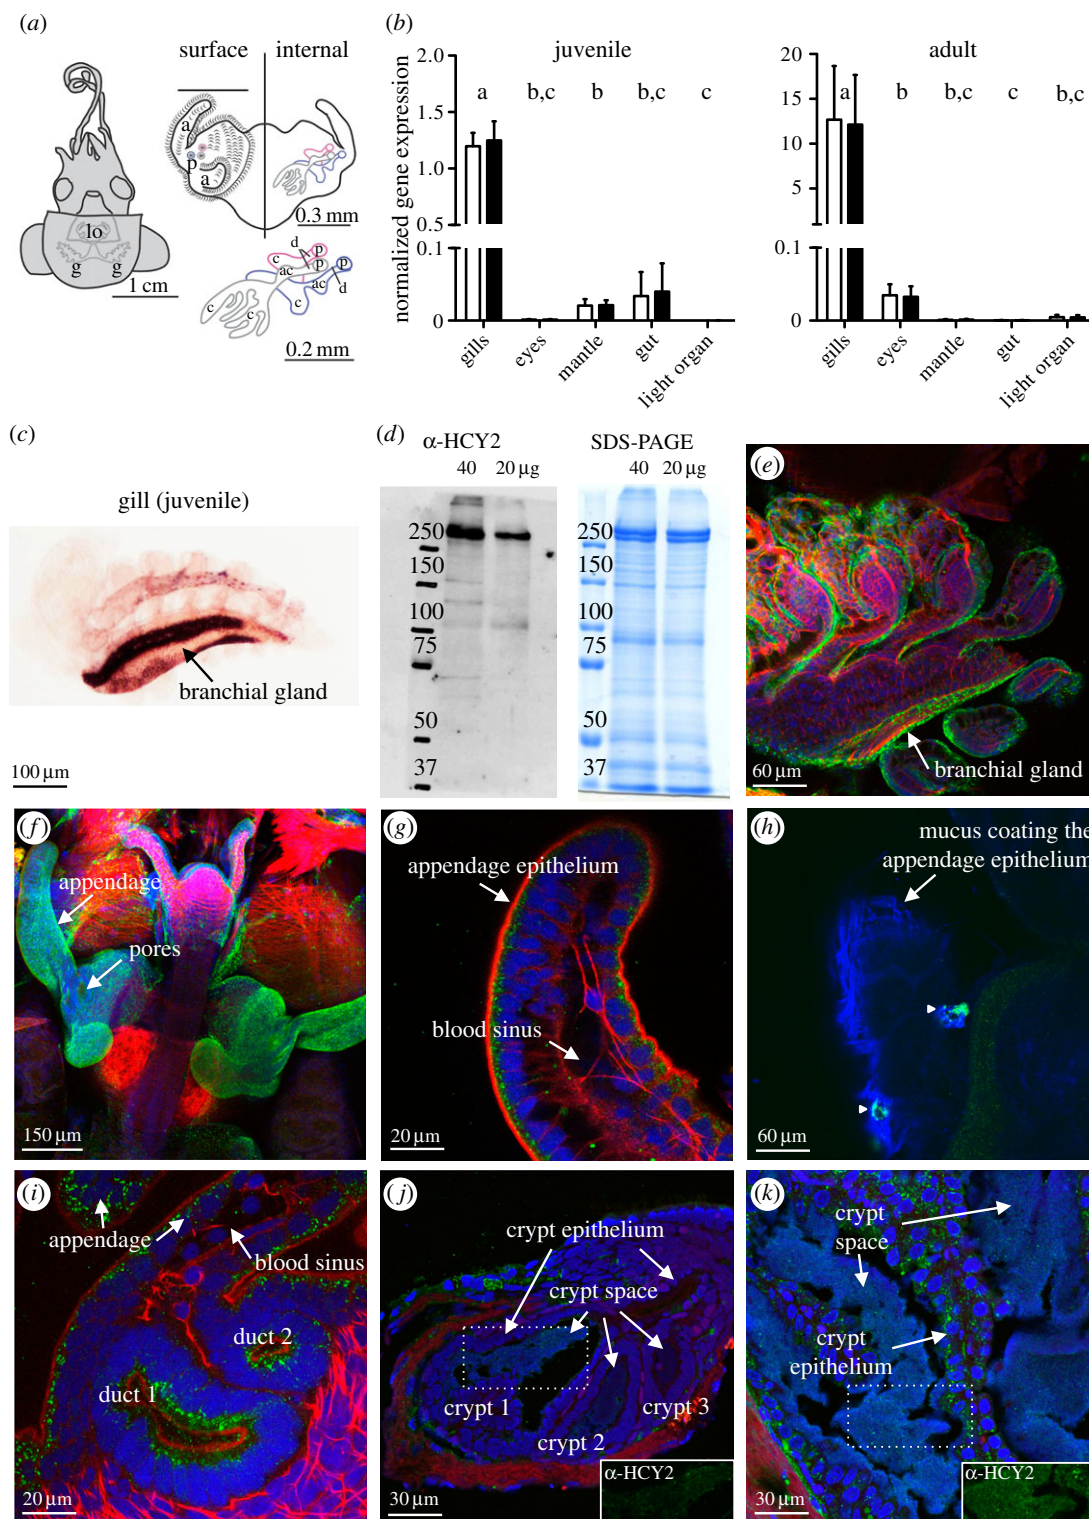 (a)
surface internal
a
p
a
0.3 mm
lo
g g
1 cm
d
p
c
ac
p
p
ac
d
c
c
c
0.2 mm
(b)
normalized gene expression
juvenile
2.0
1.5
1.0
0.5
0.1
0
a b,c b b,c c
gills
eyes
mantle
gut
light organ
adult
20
15
10
5
0.1
0
a b b,c c b,c
gills
eyes
mantle
gut
light organ
(c)
gill (juvenile)
branchial gland
100 µm
(d)
α-HCY2
40 20 µg
250
150
100
75
50
37
SDS-PAGE
40 20 µg
250
150
100
75
50
37
(e)
branchial gland
60 µm
(f)
appendage
pores
150 µm
(g)
appendage epithelium
blood sinus
20 µm
(h)
mucus coating the
appendage epithelium
60 µm
(i)
appendage
blood sinus
duct 2
duct 1
20 µm
(j)
crypt epithelium
crypt space
crypt 1
crypt 2
crypt 3
α-HCY2
30 µm
(k)
crypt
space
crypt
epithelium
α-HCY2
30 µm